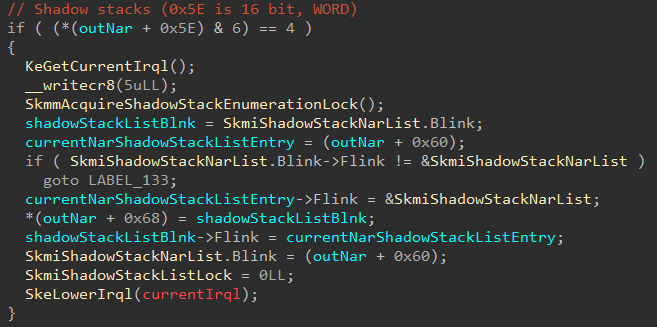 // Shadow stacks (0x5E is 16 bit, WORD)
if ( (*(outNar + 0x5E) & 6) == 4 )
{
  KeGetCurrentIrql();
  __writecr8(5uLL);
  SkmmAcquireShadowStackEnumerationLock();
  shadowStackListBlnk = SkmiShadowStackNarList.Blink;
  currentNarShadowStackListEntry = (outNar + 0x60);
  if ( SkmiShadowStackNarList.Blink->Flink != &SkmiShadowStackNarList )
    goto LABEL_133;
  currentNarShadowStackListEntry->Flink = &SkmiShadowStackNarList;
  *(outNar + 0x68) = shadowStackListBlnk;
  shadowStackListBlnk->Flink = currentNarShadowStackListEntry;
  SkmiShadowStackNarList.Blink = (outNar + 0x60);
  SkmiShadowStackListLock = 0LL;
  SkeLowerIrql(currentIrql);
}